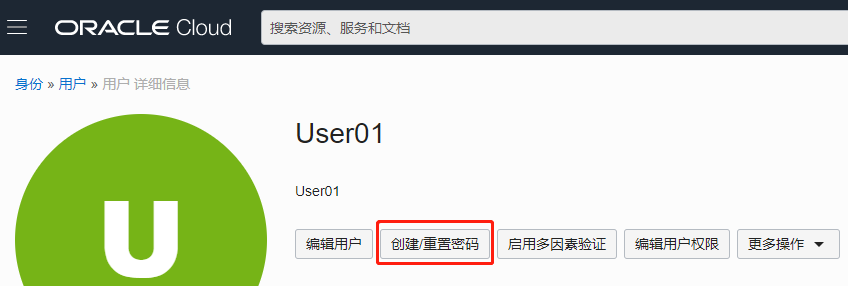 ORACLE Cloud 搜索资源、服务和文档
身份 » 用户 » 用户 详细信息
U
User01
User01
编辑用户 创建/重置密码 启用多因素验证 编辑用户权限 更多操作